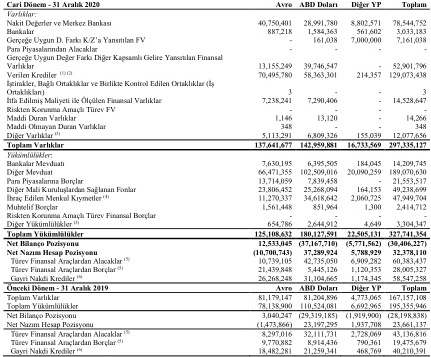 Cari Dönem - 31 Aralık 2020 Avro ABD Doları Diğer YP Toplam
Varlıklar:
Nakit Değerler ve Merkez Bankası 40,750,401 28,991,780 8,802,571 78,544,752
Bankalar 887,218 1,584,363 561,602 3,033,183
Gerçeğe Uygun D. Farkı K/Z'a Yansıtılan FV - 161,038 7,000,000 7,161,038
Para Piyasalarından Alacaklar - - - -
Gerçeğe Uygun Değer Farkı Diğer Kapsamlı Gelire Yansıtılan Finansal
Varlıklar 13,155,249 39,746,547 - 52,901,796
Verilen Krediler (1) (2) 70,495,780 58,363,301 214,357 129,073,438
İştirakler, Bağlı Ortaklıklar ve Birlikte Kontrol Edilen Ortaklıklar (İş
Ortaklıkları) 3 - - 3
İtfa Edilmiş Maliyeti ile Ölçülen Finansal Varlıklar 7,238,241 7,290,406 - 14,528,647
Riskten Korunma Amaçlı Türev FV - - - -
Maddi Duran Varlıklar 1,146 13,120 - 14,266
Maddi Olmayan Duran Varlıklar 348 - - 348
Diğer Varlıklar (3) 5,113,291 6,809,326 155,039 12,077,656
Toplam Varlıklar 137,641,677 142,959,881 16,733,569 297,335,127
Yükümlülükler:
Bankalar Mevduatı 7,630,195 6,395,505 184,045 14,209,745
Diğer Mevduat 66,471,355 102,509,016 20,090,259 189,070,630
Para Piyasalarına Borçlar 13,714,059 7,839,458 - 21,553,517
Diğer Mali Kuruluşlardan Sağlanan Fonlar 23,806,452 25,268,094 164,153 49,238,699
İhraç Edilen Menkul Kıymetler (4) 11,270,337 34,618,642 2,060,725 47,949,704
Muhtelif Borçlar 1,561,448 851,964 1,300 2,414,712
Riskten Korunma Amaçlı Türev Finansal Borçlar - - - -
Diğer Yükümlülükler (3) 654,786 2,644,912 4,649 3,304,347
Toplam Yükümlülükler 125,108,632 180,127,591 22,505,131 327,741,354
Net Bilanço Pozisyonu 12,533,045 (37,167,710) (5,771,562) (30,406,227)
Net Nazım Hesap Pozisyonu (10,700,743) 37,289,924 5,788,929 32,378,110
Türev Finansal Araçlardan Alacaklar (5) 10,739,105 42,735,050 6,909,282 60,383,437
Türev Finansal Araçlardan Borçlar (5) 21,439,848 5,445,126 1,120,353 28,005,327
Gayri Nakdi Krediler (6) 26,268,248 31,104,665 1,174,345 58,547,258
Önceki Dönem - 31 Aralık 2019 Avro ABD Doları Diğer YP Toplam
Toplam Varlıklar 81,179,147 81,204,896 4,773,065 167,157,108
Toplam Yükümlülükler 78,138,900 110,524,081 6,692,965 195,355,946
Net Bilanço Pozisyonu 3,040,247 (29,319,185) (1,919,900) (28,198,838)
Net Nazım Hesap Pozisyonu (1,473,866) 23,197,295 1,937,708 23,661,137
Türev Finansal Araçlardan Alacaklar (5) 8,297,016 32,111,731 2,728,069 43,136,816
Türev Finansal Araçlardan Borçlar (5) 9,770,882 8,914,436 790,361 19,475,679
Gayri Nakdi Krediler (6) 18,482,281 21,259,341 468,769 40,210,391